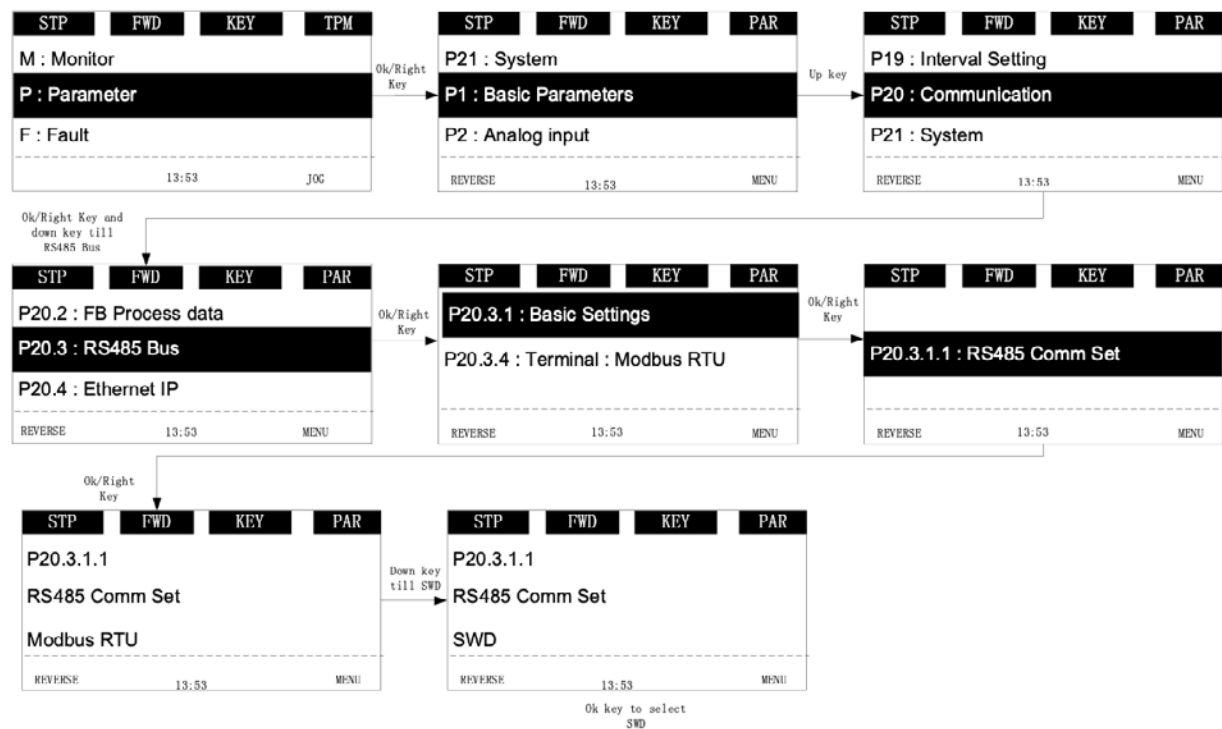 STP FWD KEY TPM
M : Monitor
P : Parameter
F : Fault
13:53 JOG
Ok/Right
Key
STP FWD KEY PAR
P21 : System
P1 : Basic Parameters
P2 : Analog input
REVERSE 13:53 MENU
Up key
STP FWD KEY PAR
P19 : Interval Setting
P20 : Communication
P21 : System
REVERSE 13:53 MENU
Ok/Right Key and
down key till
RS485 Bus
STP FWD KEY PAR
P20.2 : FB Process data
P20.3 : RS485 Bus
P20.4 : Ethernet IP
REVERSE 13:53 MENU
Ok/Right
Key
STP FWD KEY PAR
P20.3.1 : Basic Settings
P20.3.4 : Terminal : Modbus RTU
REVERSE 13:53 MENU
Ok/Right
Key
STP FWD KEY PAR
P20.3.1.1 : RS485 Comm Set
REVERSE 13:53 MENU
Ok/Right
Key
STP FWD KEY PAR
P20.3.1.1
RS485 Comm Set
Modbus RTU
REVERSE 13:53 MENU
Down key
till SWD
STP FWD KEY PAR
P20.3.1.1
RS485 Comm Set
SWD
REVERSE 13:53 MENU
Ok key to select
SWD